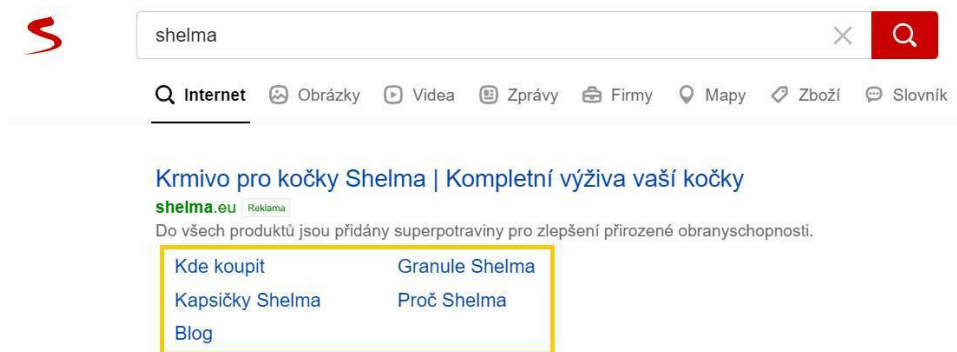 shelma
Internet Obrázky Videa Zprávy Firmy Mapy Zboží Slovník
Krmivo pro kočky Shelma | Kompletní výživa vaší kočky
shelma.eu Reklama
Do všech produktů jsou přidány superpotraviny pro zlepšení přirozené obranyschopnosti.
Kde koupit Granule Shelma
Kapsičky Shelma Proč Shelma
Blog